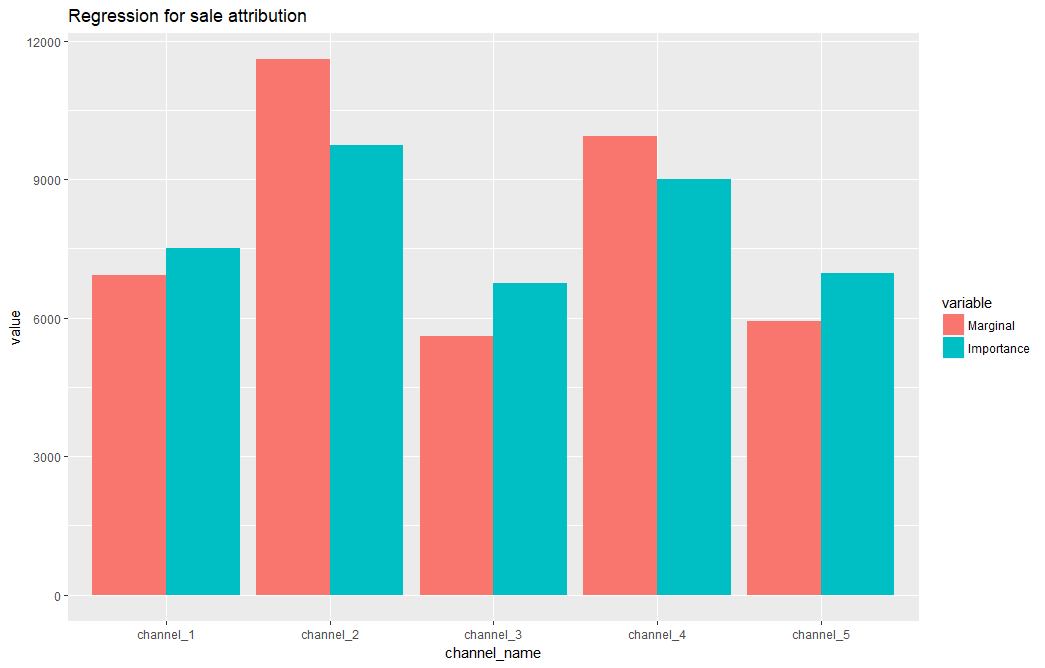 Regression for sale attribution
12000
9000
6000
3000
0
value
channel_1 channel_2 channel_3 channel_4 channel_5
channel_name
variable
Marginal
Importance